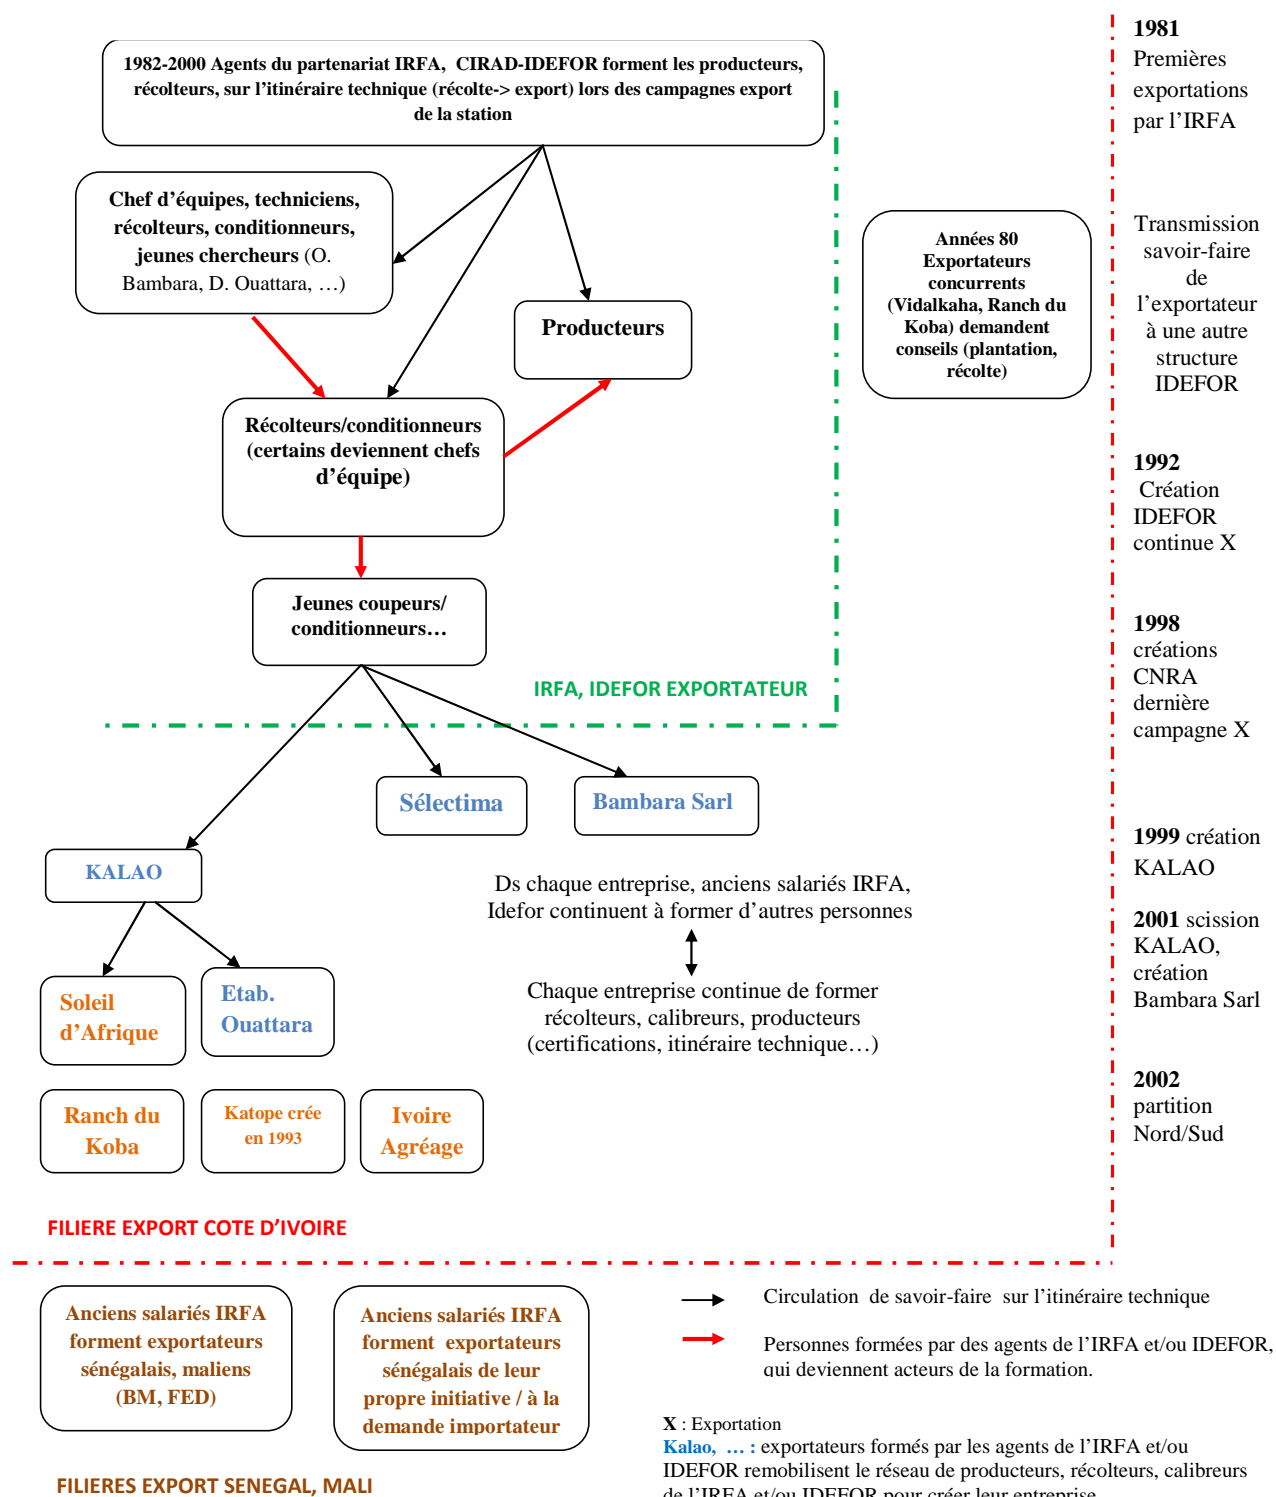 1982-2000 Agents du partenariat IRFA, CIRAD-IDEFOR forment les producteurs,
récolteurs, sur l'itinéraire technique (récolte-> export) lors des campagnes export
de la station
Chef d'équipes, techniciens,
récolteurs, conditionneurs,
jeunes chercheurs (O.
Bambara, D. Ouattara, …)
Producteurs
Récolteurs/conditionneurs
(certains deviennent chefs
d'équipe)
Jeunes coupeurs/
conditionneurs…
IRFA, IDEFOR EXPORTATEUR
Années 80
Exportateurs
concurrents
(Vidalkaha, Ranch du
Koba) demandent
conseils (plantation,
récolte)
Sélectima
Bambara Sarl
KALAO
Ds chaque entreprise, anciens salariés IRFA,
Idefor continuent à former d'autres personnes
Chaque entreprise continue de former
récolteurs, calibreurs, producteurs
(certifications, itinéraire technique…)
Soleil
d'Afrique
Etab.
Ouattara
Ranch du
Koba
Katope crée
en 1993
Ivoire
Agréage
FILIERE EXPORT COTE D'IVOIRE
1981
Premières
exportations
par l'IRFA
Transmission
savoir-faire
de
l'exportateur
à une autre
structure
IDEFOR
1992
Création
IDEFOR
continue X
1998
créations
CNRA
dernière
campagne X
1999 création
KALAO
2001 scission
KALAO,
création
Bambara Sarl
2002
partition
Nord/Sud
Anciens salariés IRFA
forment exportateurs
sénégalais, maliens
(BM, FED)
Anciens salariés IRFA
forment exportateurs
sénégalais de leur
propre initiative / à la
demande importateur
FILIERES EXPORT SENEGAL, MALI
Circulation de savoir-faire sur l'itinéraire technique
Personnes formées par des agents de l'IRFA et/ou IDEFOR,
qui deviennent acteurs de la formation.
X : Exportation
Kalao, … : exportateurs formés par les agents de l'IRFA et/ou
IDEFOR remobilisent le réseau de producteurs, récolteurs, calibreurs
de l'IRFA et/ou IDEFOR pour créer leur entreprise